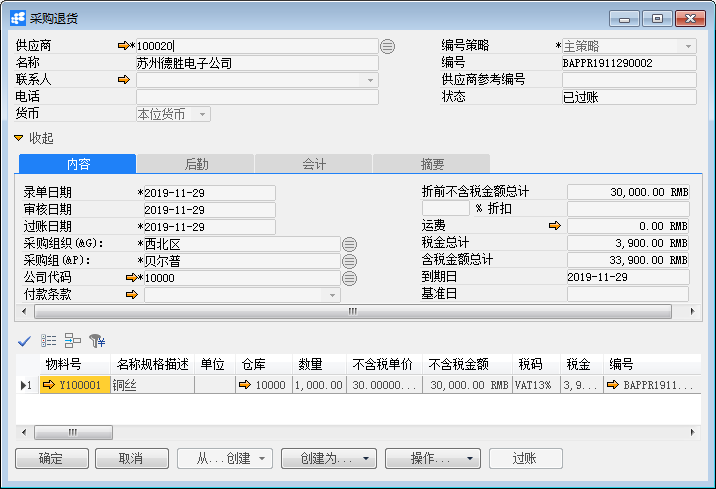 采购退货
供应商 *100020 编号策略 *主策略
名称 苏州德胜电子公司 编号 BAPPR1911290002
联系人 供应商参考编号
电话 状态 已过账
货币 本位货币
收起
内容 后勤 会计 摘要
录单日期 *2019-11-29 折前不含税金额总计 30,000.00 RMB
审核日期 2019-11-29 % 折扣
过账日期 *2019-11-29 运费 0.00 RMB
采购组织(&G): *西北区 税金总计 3,900.00 RMB
采购组(&P): *贝尔普 含税金额总计 33,900.00 RMB
公司代码 *10000 到期日 2019-11-29
付款条款 基准日
物料号 名称规格描述 单位 仓库 数量 不含税单价 不含税金额 税码 税金 编号
1 Y100001 铜丝 10000 1,000.00 30.00000... 30,000.00 RMB VAT13% 3,9... BAPPR1911...
确定 取消 从...创建 创建为... 操作... 过账